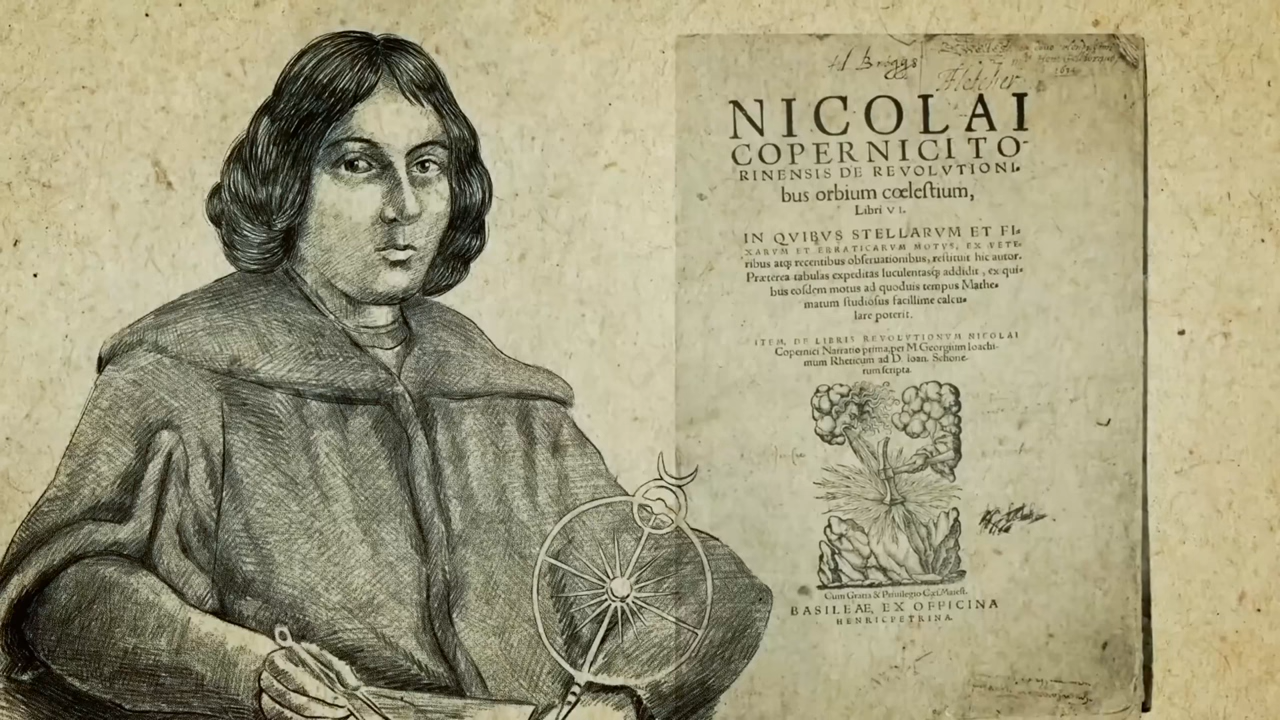 H Briggs
NICOLAI
COPERNICI TO-
RINENSIS DE REVOLVTIONI-
bus orbium cœleſtium,
Libri VI.
IN QVIBVS STELLARVM ET FI-
XARVM ET ERRATICARVM MOTVS, EX VETE-
ribus atq; recentibus obſeruationibus, reſtituit hic autor.
Præterea tabulas expeditas luculentasq; addidit, ex qui-
bus eoſdem motus ad quoduis tempus Mathe-
matum ſtudioſus facillime calcu-
lare poterit.
ITEM, DE LIBRIS REVOLVTIONVM NICOLAI
Copernici Narratio prima, per M. Georgium Ioachi-
mum Rheticum ad D. Ioan. Schone-
rum ſcripta.
Cum Gratia & Priuilegio Cæſ. Maieſt.
BASILEAE, EX OFFICINA
HENRICPETRINA.